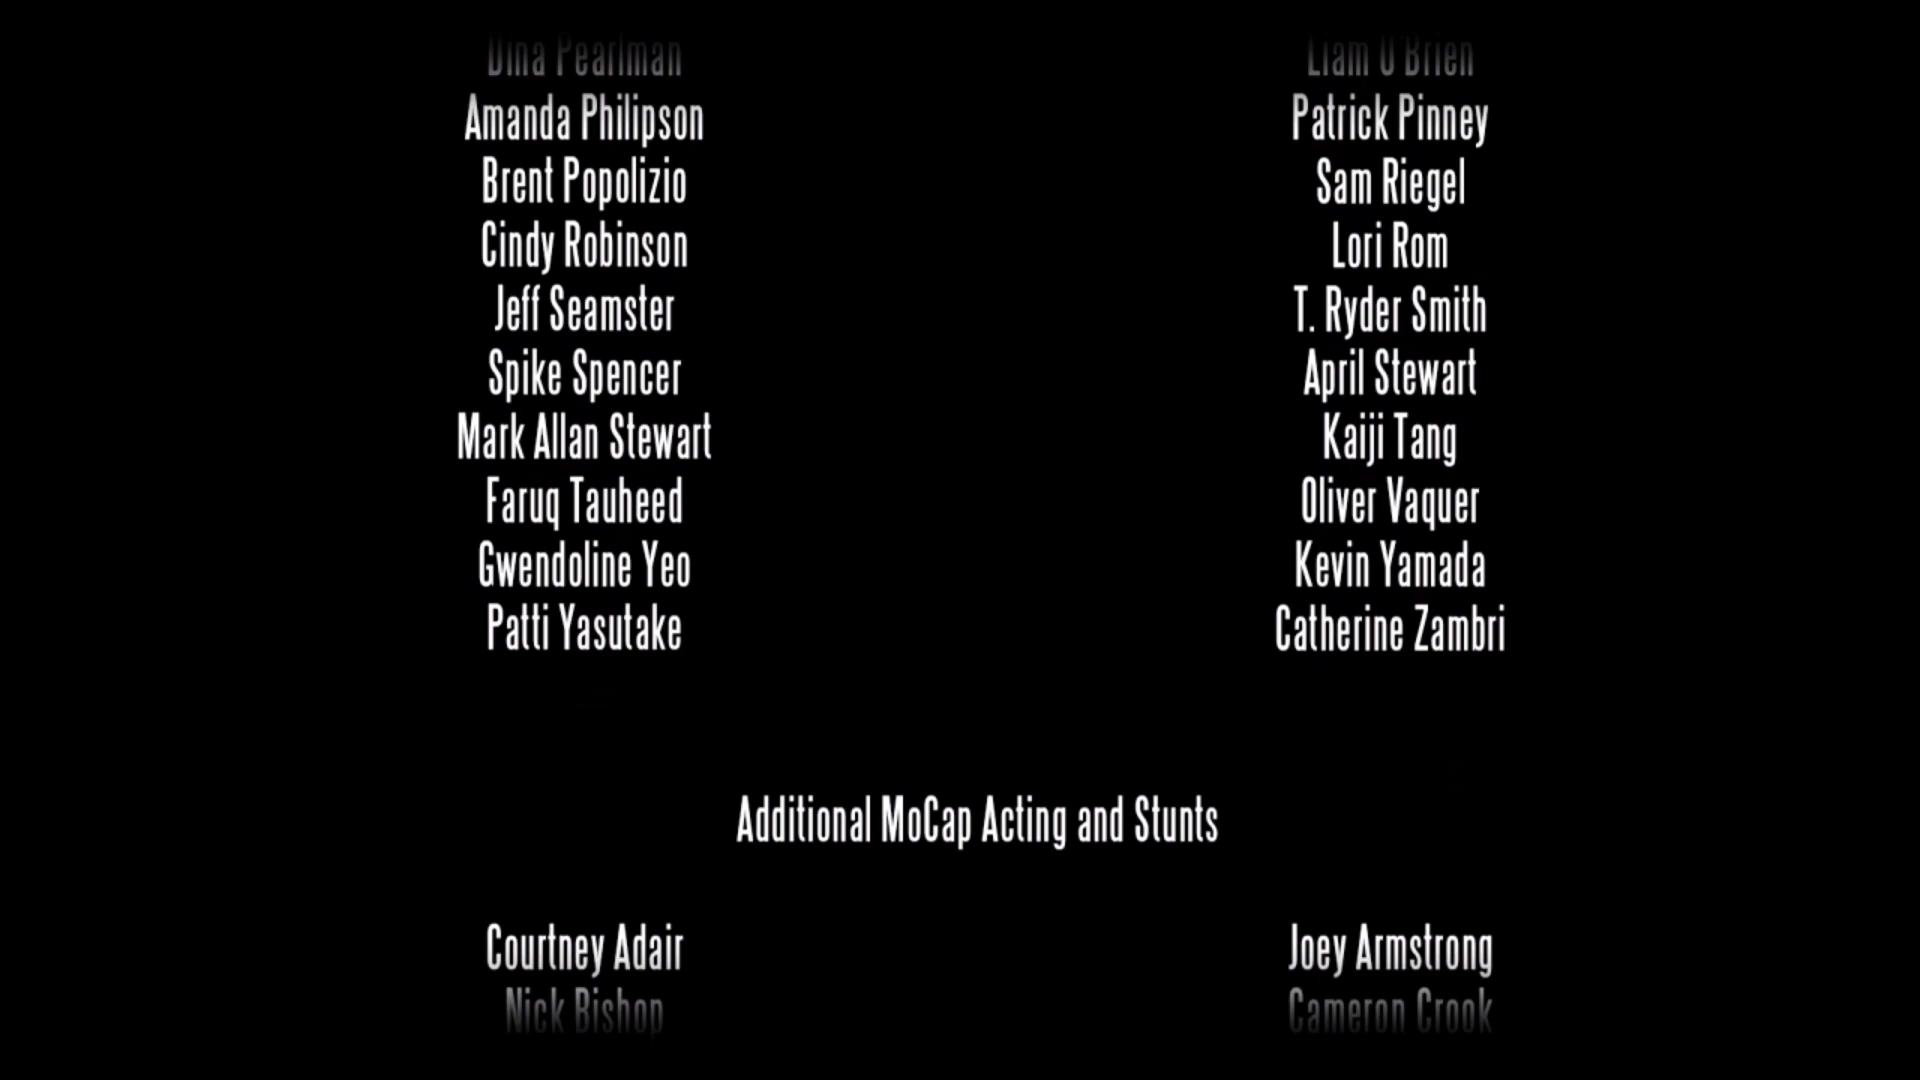 Dina Pearlman Liam O'Brien
Amanda Philipson Patrick Pinney
Brent Popolizio Sam Riegel
Cindy Robinson Lori Rom
Jeff Seamster T. Ryder Smith
Spike Spencer April Stewart
Mark Allan Stewart Kaiji Tang
Faruq Tauheed Oliver Vaquer
Gwendoline Yeo Kevin Yamada
Patti Yasutake Catherine Zambri
Additional MoCap Acting and Stunts
Courtney Adair Joey Armstrong
Nick Bishop Cameron Crook